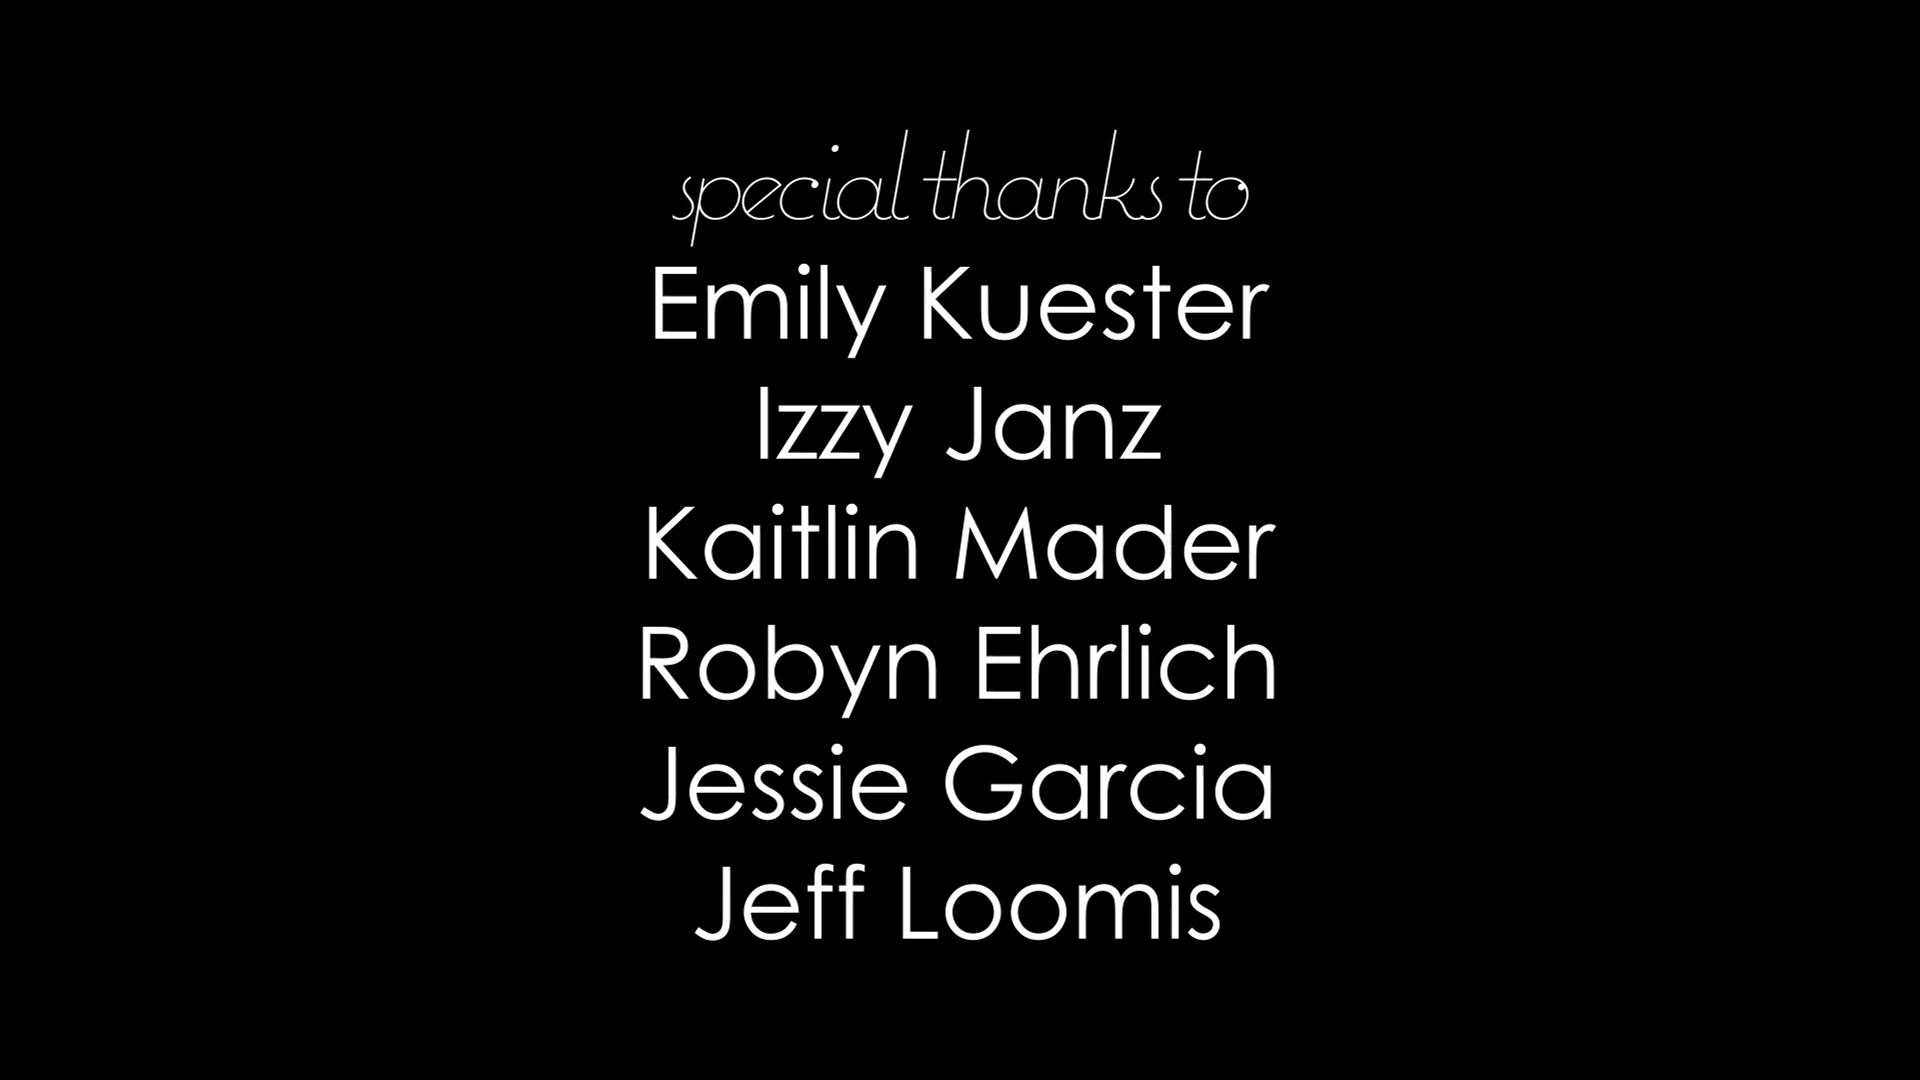 special thanks to
Emily Kuester
Izzy Janz
Kaitlin Mader
Robyn Ehrlich
Jessie Garcia
Jeff Loomis